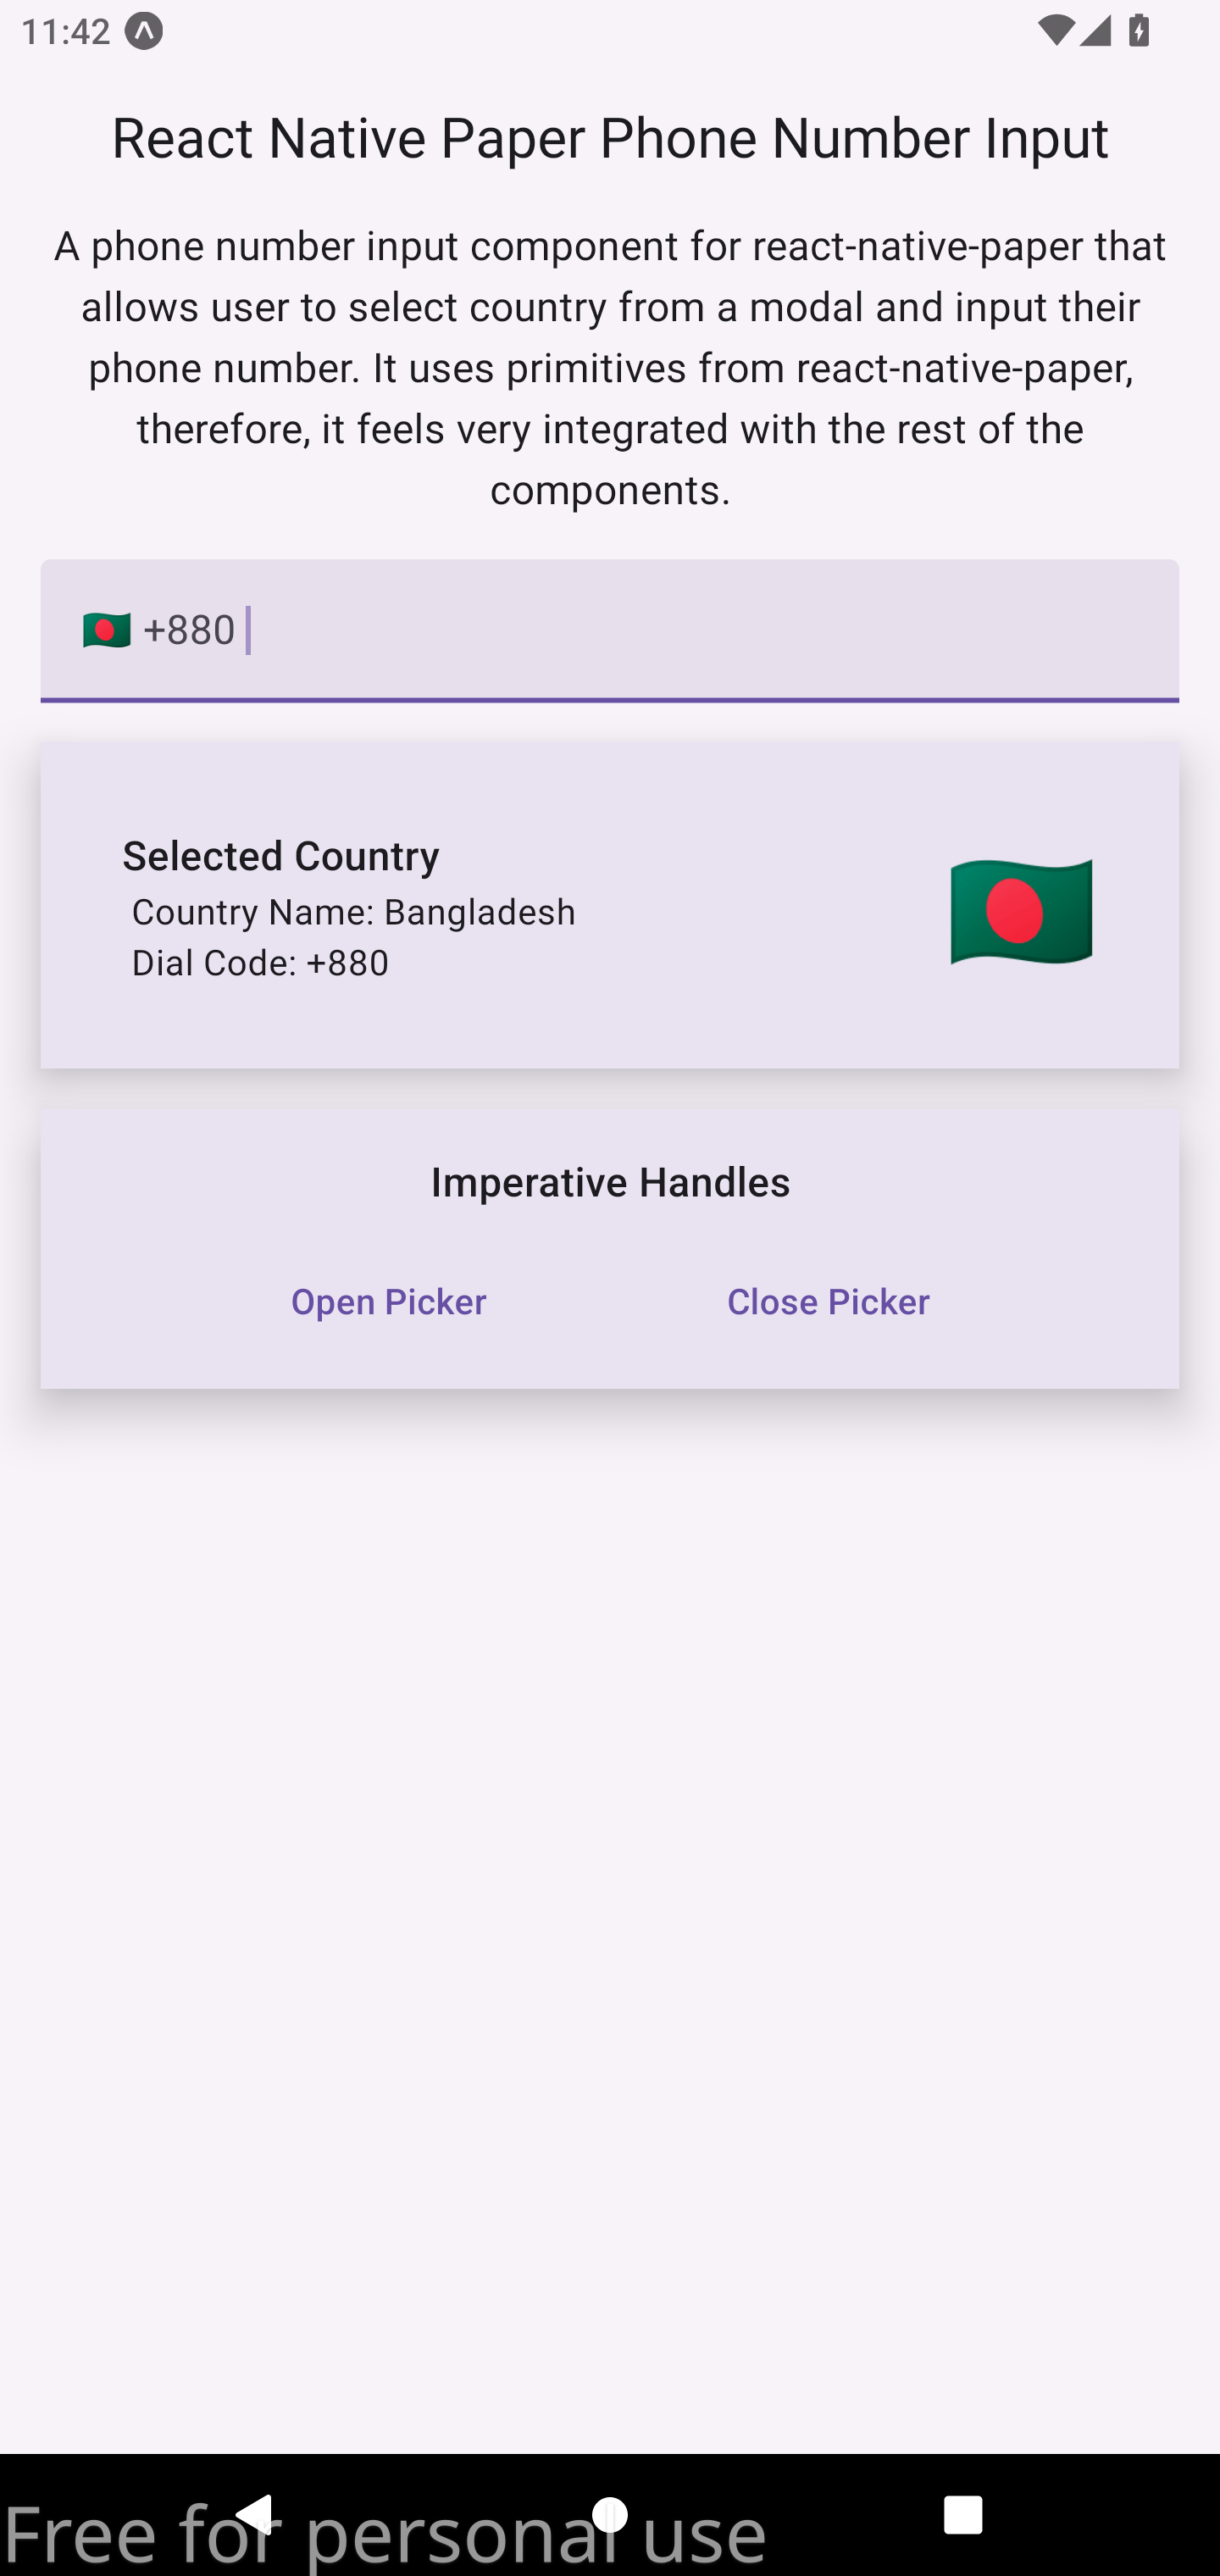 11:42
React Native Paper Phone Number Input
A phone number input component for react-native-paper that
allows user to select country from a modal and input their
phone number. It uses primitives from react-native-paper,
therefore, it feels very integrated with the rest of the
components.
+880
Selected Country
Country Name: Bangladesh
Dial Code: +880
Imperative Handles
Open Picker Close Picker
Free for personal use